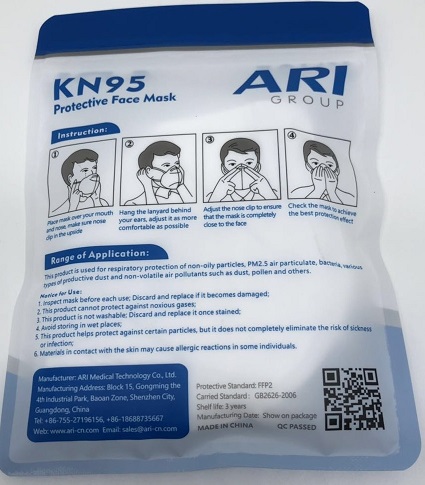 KN95
Protective Face Mask
ARI
GROUP
Instruction:
①
②
③
④
Place mask over your mouth
and nose, make sure nose
clip in the upside
Hang the lanyard behind
your ears, adjust it as more
comfortable as possible
Adjust the nose clip to ensure
that the mask is completely
close to the face
Check the mask to achieve
the best protection effect
Range of Application:
This product is used for respiratory protection of non-oily particles, PM2.5 air particulate, bacteria, various
types of productive dust and non-volatile air pollutants such as dust, pollen and others.
Notice for Use:
1. Inspect mask before each use; Discard and replace if it becomes damaged;
2. This product cannot protect against noxious gases;
3. This product is not washable; Discard and replace it once stained;
4. Avoid storing in wet places;
5. This product helps protect against certain particles, but it does not completely eliminate the risk of sickness
or infection;
6. Materials in contact with the skin may cause allergic reactions in some individuals.
Manufacturer: ARI Medical Technology Co., Ltd.
Manufacturing Address: Block 15, Gongming the
4th Industrial Park, Baoan Zone, Shenzhen City,
Guangdong, China
Tel: +86-755-27196156, +86-18688735667
Web: www.ari-cn.com Email: sales@ari-cn.com
Protective Standard: FFP2
Carried Standard: GB2626-2006
Shelf life: 3 years
Manufacturing Date: Show on package
MADE IN CHINA QC PASSED